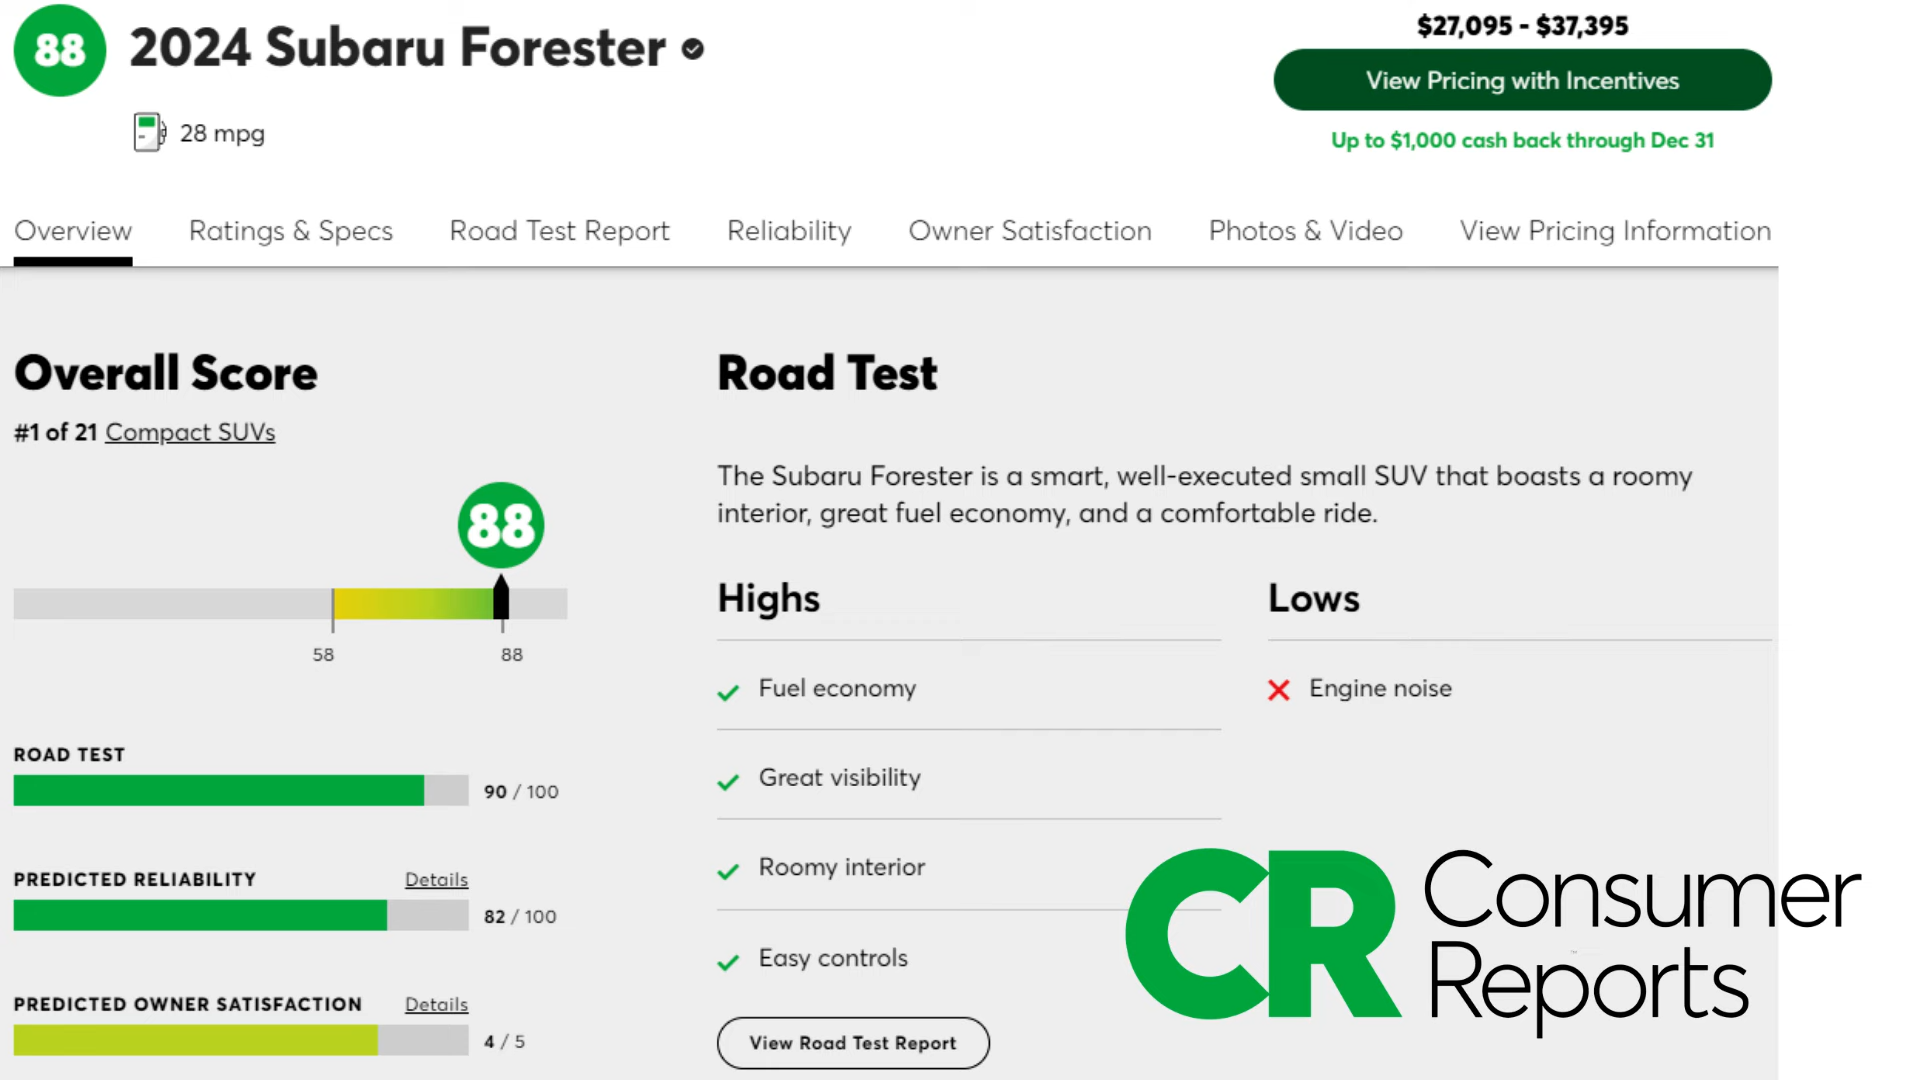 88
2024 Subaru Forester
28 mpg
$27,095 - $37,395
View Pricing with Incentives
Up to $1,000 cash back through Dec 31
Overview
Ratings & Specs
Road Test Report
Reliability
Owner Satisfaction
Photos & Video
View Pricing Information
Overall Score
#1 of 21 Compact SUVs
88
58
88
ROAD TEST
90 / 100
PREDICTED RELIABILITY
Details
82 / 100
PREDICTED OWNER SATISFACTION
Details
4 / 5
Road Test
The Subaru Forester is a smart, well-executed small SUV that boasts a roomy
interior, great fuel economy, and a comfortable ride.
Highs
Fuel economy
Great visibility
Roomy interior
Easy controls
Lows
Engine noise
View Road Test Report
CR Consumer
Reports